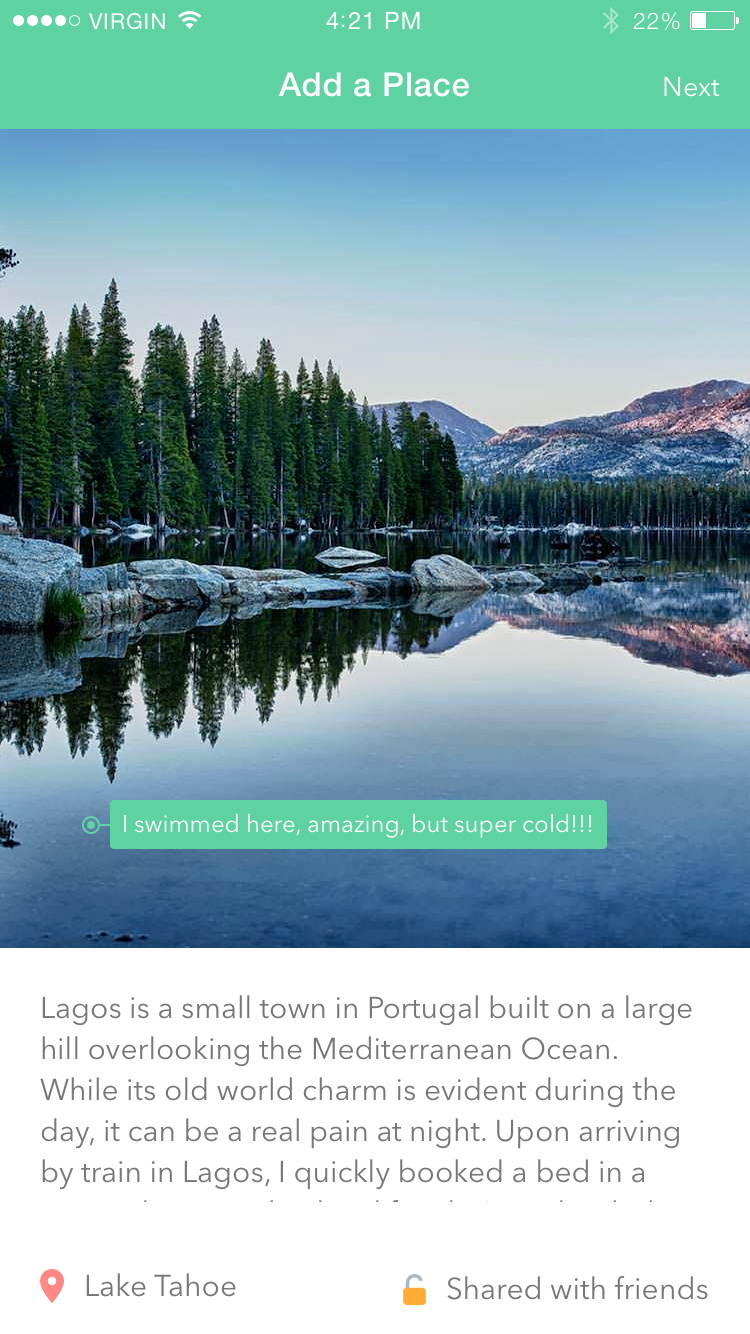 VIRGIN 4:21 PM 22%
Add a Place Next
I swimmed here, amazing, but super cold!!!
Lagos is a small town in Portugal built on a large
hill overlooking the Mediterranean Ocean.
While its old world charm is evident during the
day, it can be a real pain at night. Upon arriving
by train in Lagos, I quickly booked a bed in a
Lake Tahoe Shared with friends